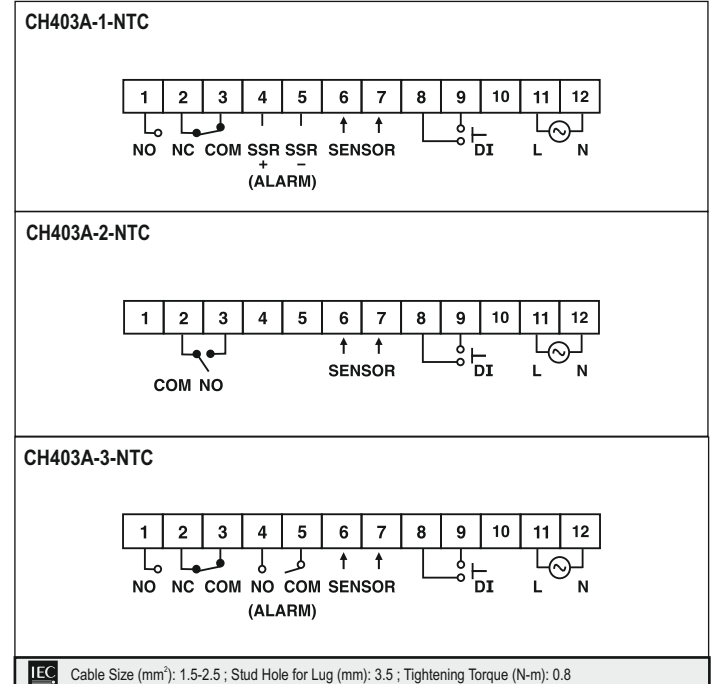 CH403A-1-NTC
1 2 3 4 5 6 7 8 9 10 11 12
NO NC COM SSR SSR SENSOR DI L N
+ −
(ALARM)
CH403A-2-NTC
1 2 3 4 5 6 7 8 9 10 11 12
COM NO SENSOR DI L N
CH403A-3-NTC
1 2 3 4 5 6 7 8 9 10 11 12
NO NC COM NO COM SENSOR DI L N
(ALARM)
IEC Cable Size (mm²): 1.5-2.5 ; Stud Hole for Lug (mm): 3.5 ; Tightening Torque (N-m): 0.8